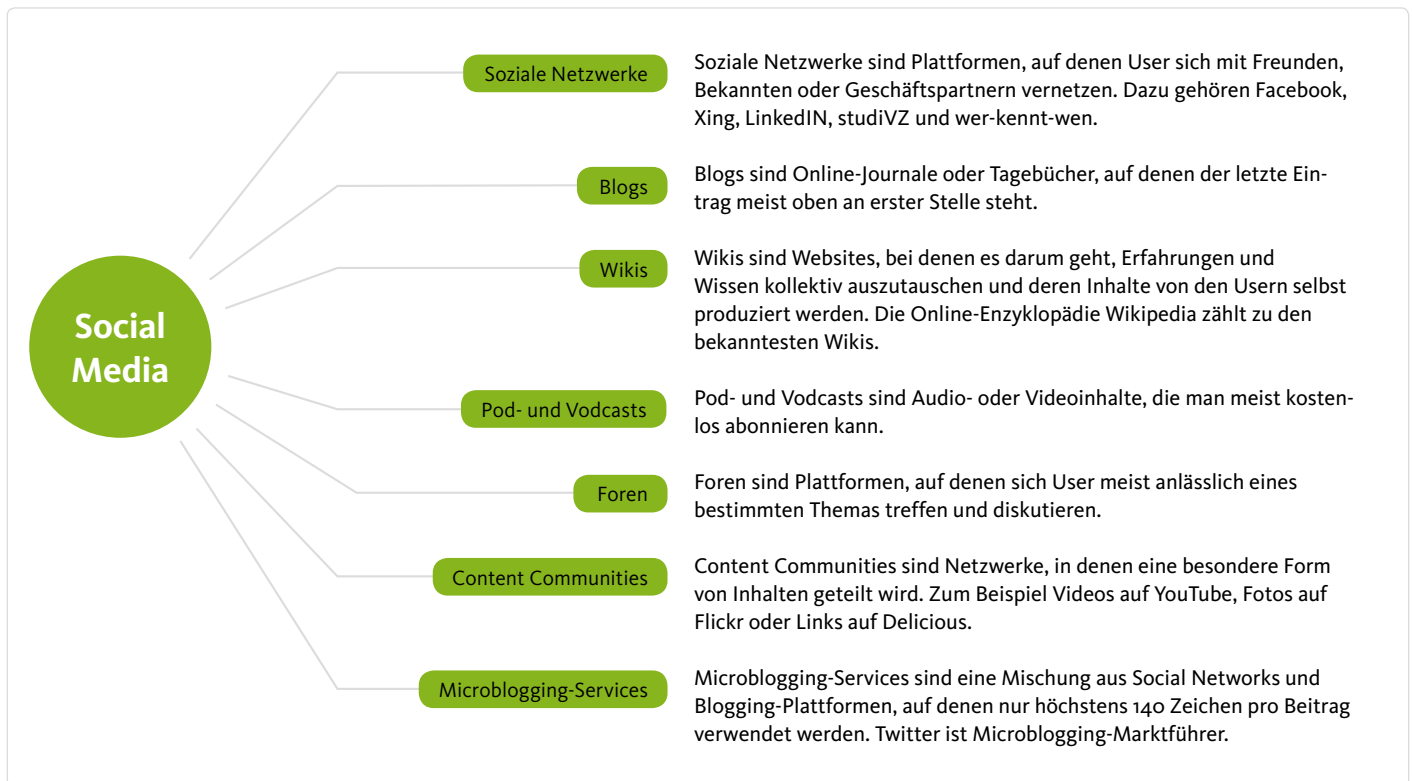 Social
Media
Soziale Netzwerke
Soziale Netzwerke sind Plattformen, auf denen User sich mit Freunden,
Bekannten oder Geschäftspartnern vernetzen. Dazu gehören Facebook,
Xing, LinkedIN, studiVZ und wer-kennt-wen.
Blogs
Blogs sind Online-Journale oder Tagebücher, auf denen der letzte Ein-
trag meist oben an erster Stelle steht.
Wikis
Wikis sind Websites, bei denen es darum geht, Erfahrungen und
Wissen kollektiv auszutauschen und deren Inhalte von den Usern selbst
produziert werden. Die Online-Enzyklopädie Wikipedia zählt zu den
bekanntesten Wikis.
Pod- und Vodcasts
Pod- und Vodcasts sind Audio- oder Videoinhalte, die man meist kosten-
los abonnieren kann.
Foren
Foren sind Plattformen, auf denen sich User meist anlässlich eines
bestimmten Themas treffen und diskutieren.
Content Communities
Content Communities sind Netzwerke, in denen eine besondere Form
von Inhalten geteilt wird. Zum Beispiel Videos auf YouTube, Fotos auf
Flickr oder Links auf Delicious.
Microblogging-Services
Microblogging-Services sind eine Mischung aus Social Networks und
Blogging-Plattformen, auf denen nur höchstens 140 Zeichen pro Beitrag
verwendet werden. Twitter ist Microblogging-Marktführer.